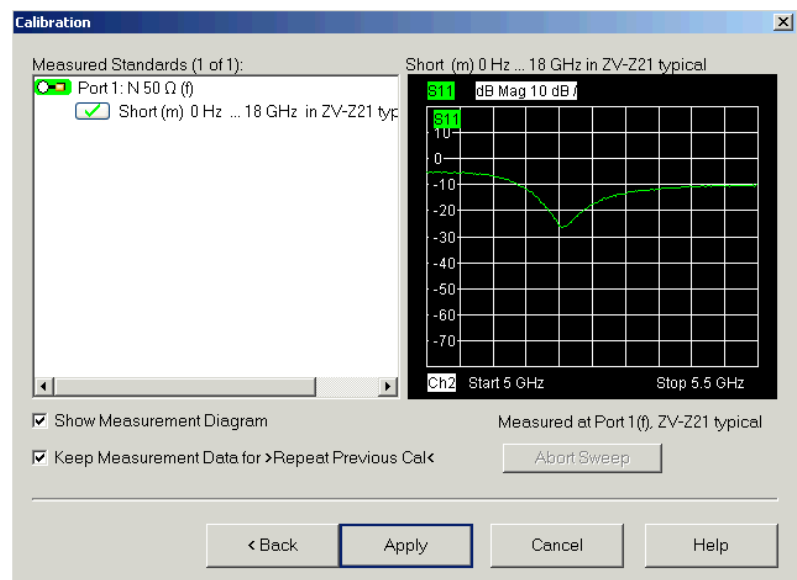 Calibration
Measured Standards (1 of 1):
Port 1: N 50 Ω (f)
Short (m) 0 Hz ... 18 GHz in ZV-Z21 typ
Short (m) 0 Hz ... 18 GHz in ZV-Z21 typical
S11 dB Mag 10 dB /
S11
10
0
-10
-20
-30
-40
-50
-60
-70
Ch2 Start 5 GHz Stop 5.5 GHz
Show Measurement Diagram
Measured at Port 1(f), ZV-Z21 typical
Keep Measurement Data for >Repeat Previous Cal<
Abort Sweep
< Back Apply Cancel Help